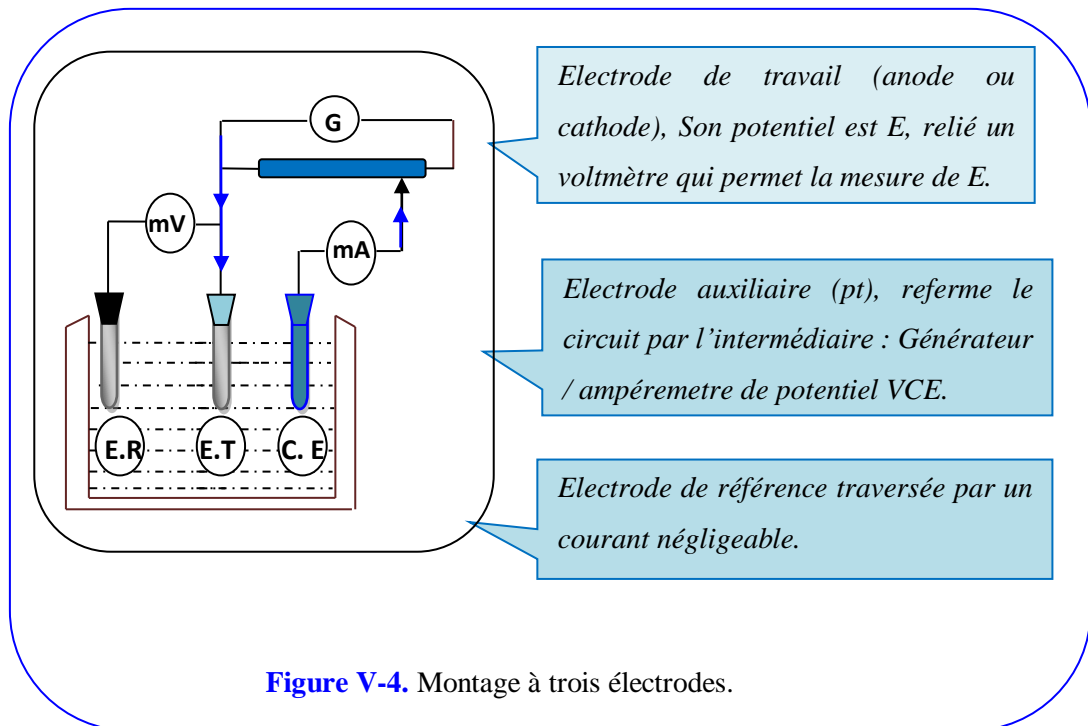 G
mV
mA
E.R
E.T
C. E
Electrode de travail (anode ou
cathode), Son potentiel est E, relié un
voltmètre qui permet la mesure de E.
Electrode auxiliaire (pt), referme le
circuit par l’intermédiaire : Générateur
/ ampéremetre de potentiel VCE.
Electrode de référence traversée par un
courant négligeable.
Figure V-4. Montage à trois électrodes.